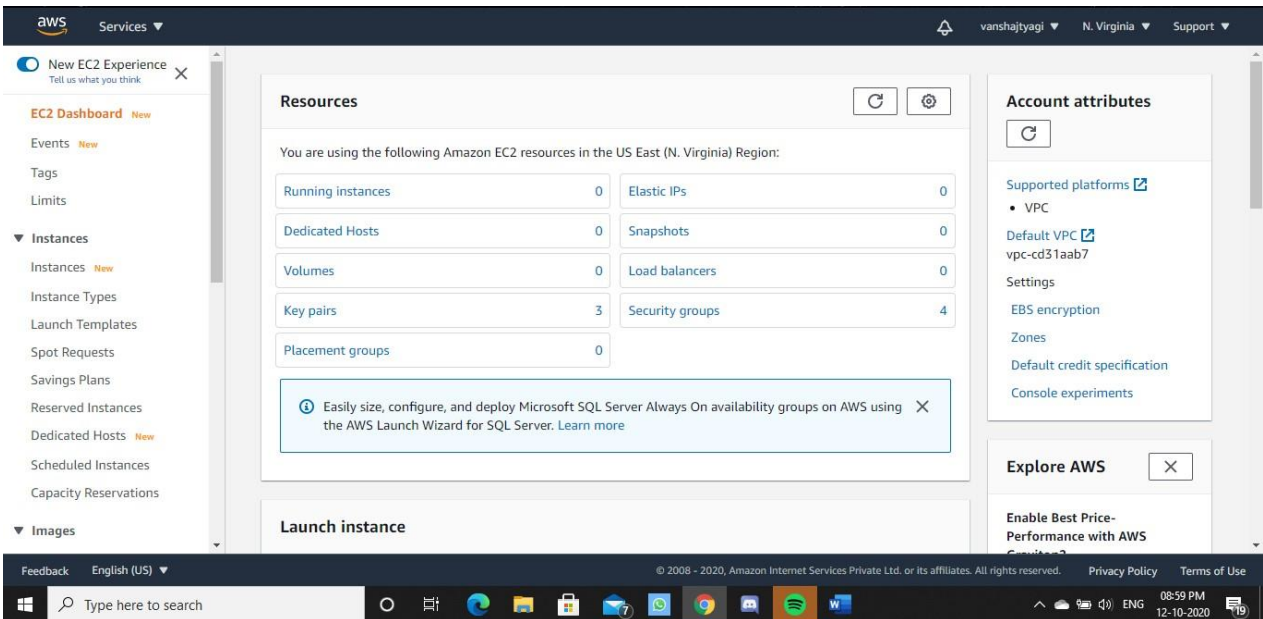 aws
Services ▼
vanshajtyagi ▼
N. Virginia ▼
Support ▼
New EC2 Experience
Tell us what you think
EC2 Dashboard New
Events New
Tags
Limits
▼ Instances
Instances New
Instance Types
Launch Templates
Spot Requests
Savings Plans
Reserved Instances
Dedicated Hosts New
Scheduled Instances
Capacity Reservations
▼ Images
Resources
You are using the following Amazon EC2 resources in the US East (N. Virginia) Region:
Running instances 0
Elastic IPs 0
Dedicated Hosts 0
Snapshots 0
Volumes 0
Load balancers 0
Key pairs 3
Security groups 4
Placement groups 0
Easily size, configure, and deploy Microsoft SQL Server Always On availability groups on AWS using
the AWS Launch Wizard for SQL Server. Learn more
Launch instance
Account attributes
Supported platforms
• VPC
Default VPC
vpc-cd31aab7
Settings
EBS encryption
Zones
Default credit specification
Console experiments
Explore AWS
Enable Best Price-
Performance with AWS
Feedback
English (US) ▼
© 2008 - 2020, Amazon Internet Services Private Ltd. or its affiliates. All rights reserved.
Privacy Policy
Terms of Use
Type here to search
7
W
ENG
08:59 PM
12-10-2020
19